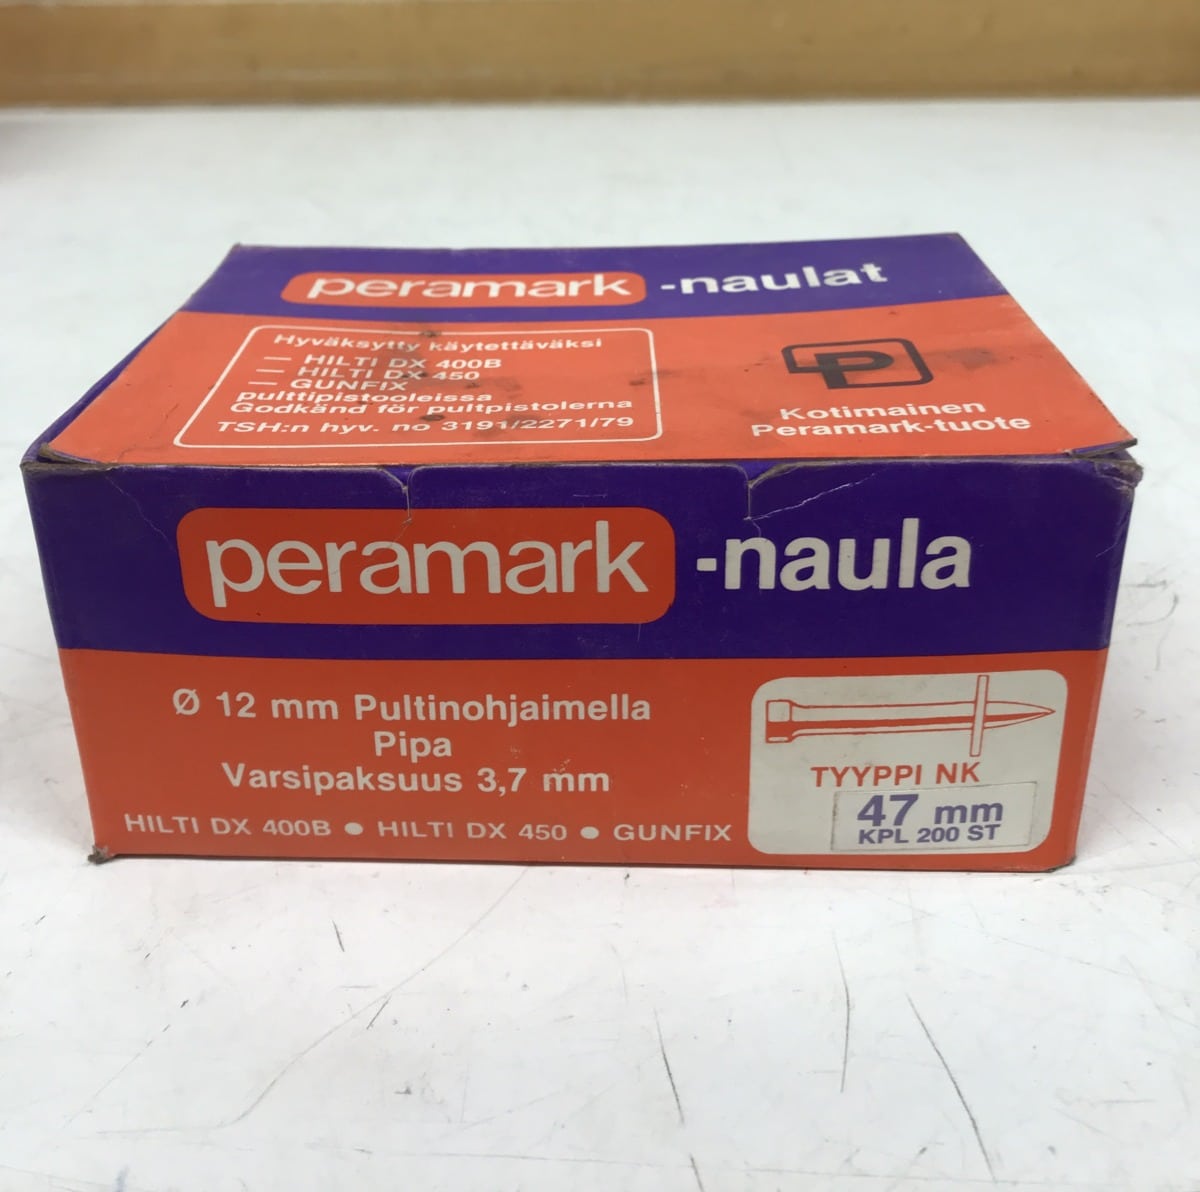 peramark -naulat
Hyväksytty käytettäväksi
— HILTI DX 400B
— HILTI DX 450
— GUNFIX
pulttipistooleissa
Godkänd för pultpistolerna
TSH:n hyv. no 3191/2271/79
P
Kotimainen
Peramark-tuote
peramark -naula
Ø 12 mm Pultinohjaimella
Pipa
Varsipaksuus 3,7 mm
HILTI DX 400B ● HILTI DX 450 ● GUNFIX
TYYPPI NK
47 mm
KPL 200 ST